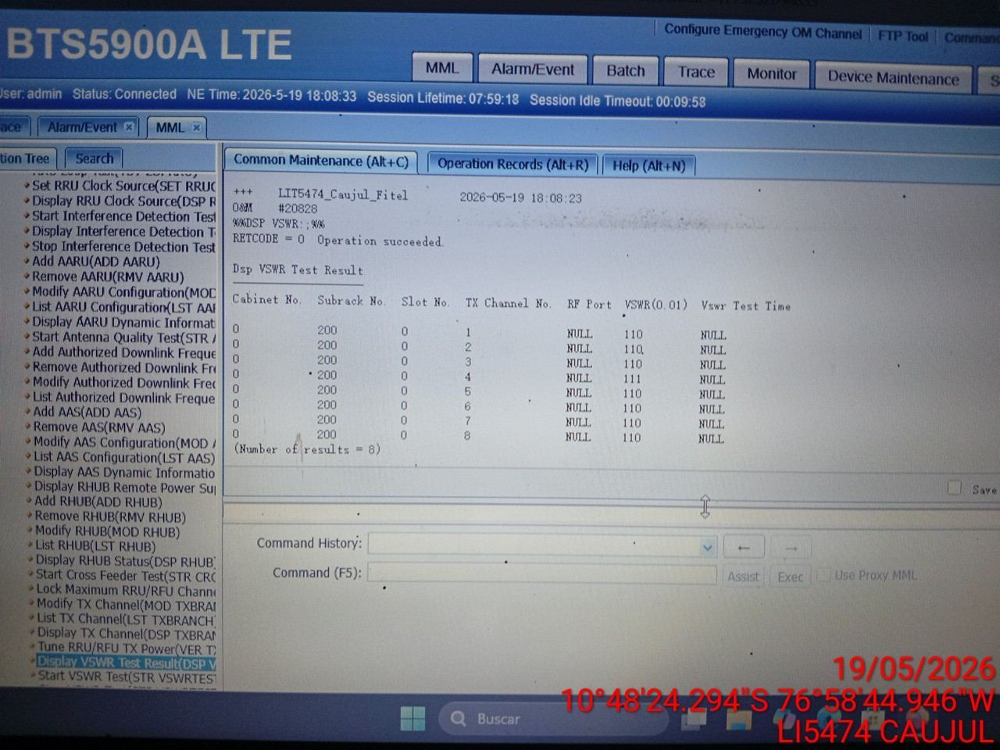 Configure Emergency OM Channel FTP Tool
BTS5900A LTE
MML Alarm/Event Batch Trace Monitor Device Maintenance
User: admin Status: Connected NE Time: 2026-5-19 18:08:33 Session Lifetime: 07:59:18 Session Idle Timeout: 00:09:58
ace Alarm/Event MML
tion Tree Search
Common Maintenance (Alt+C) Operation Records (Alt+R) Help (Alt+N)
Set RRU Clock Source(SET RRUC
Display RRU Clock Source(DSP R
Start Interference Detection Test
Display Interference Detection T
Stop Interference Detection Test
Add AARU(ADD AARU)
Remove AARU(RMV AARU)
Modify AARU Configuration(MOD
List AARU Configuration(LST AAR
Display AARU Dynamic Informat
Start Antenna Quality Test(STR A
Add Authorized Downlink Freque
Remove Authorized Downlink Fre
Modify Authorized Downlink Freq
List Authorized Downlink Freque
Add AAS(ADD AAS)
Remove AAS(RMV AAS)
Modify AAS Configuration(MOD A
List AAS Configuration(LST AAS)
Display AAS Dynamic Informatio
Display RHUB Remote Power Sup
Add RHUB(ADD RHUB)
Remove RHUB(RMV RHUB)
Modify RHUB(MOD RHUB)
List RHUB(LST RHUB)
Display RHUB Status(DSP RHUB)
Start Cross Feeder Test(STR CRO
Lock Maximum RRU/RFU Channe
Modify TX Channel(MOD TXBRAN
List TX Channel(LST TXBRANCH)
Display TX Channel(DSP TXBRAN
Tune RRU/RFU TX Power(VER TX
Display VSWR Test Result(DSP V
Start VSWR Test(STR VSWRTEST
+++ LIT5474_Caujul_Fitel 2026-05-19 18:08:23
O&M #20828
%%DSP VSWR:;%%
RETCODE = 0 Operation succeeded.
Dsp VSWR Test Result
Cabinet No. Subrack No. Slot No. TX Channel No. RF Port VSWR(0.01) Vswr Test Time
0 200 0 1 NULL 110 NULL
0 200 0 2 NULL 110 NULL
0 200 0 3 NULL 110 NULL
0 200 0 4 NULL 111 NULL
0 200 0 5 NULL 110 NULL
0 200 0 6 NULL 110 NULL
0 200 0 7 NULL 110 NULL
0 200 0 8 NULL 110 NULL
(Number of results = 8)
Save
Command History:
Command (F5): Assist Exec Use Proxy MML
Buscar
19/05/2026
10°48'24.294"S 76°58'44.946"W
LI5474 CAUJUL